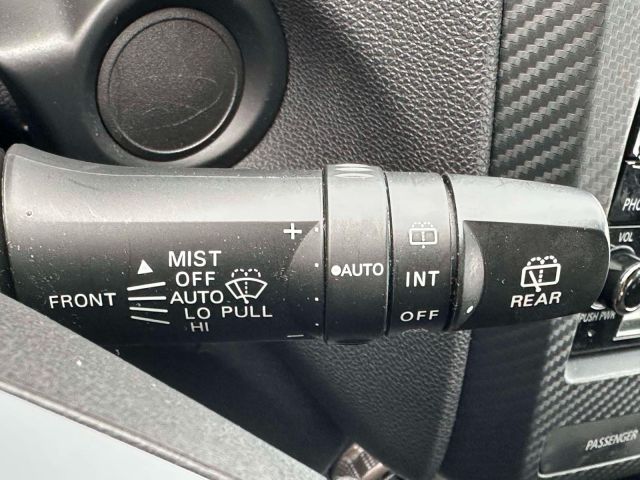 MIST
OFF
FRONT AUTO
LO PULL
HI
+
−
●AUTO
INT
OFF
REAR
VOL
PUSH PWR
PASSENGER